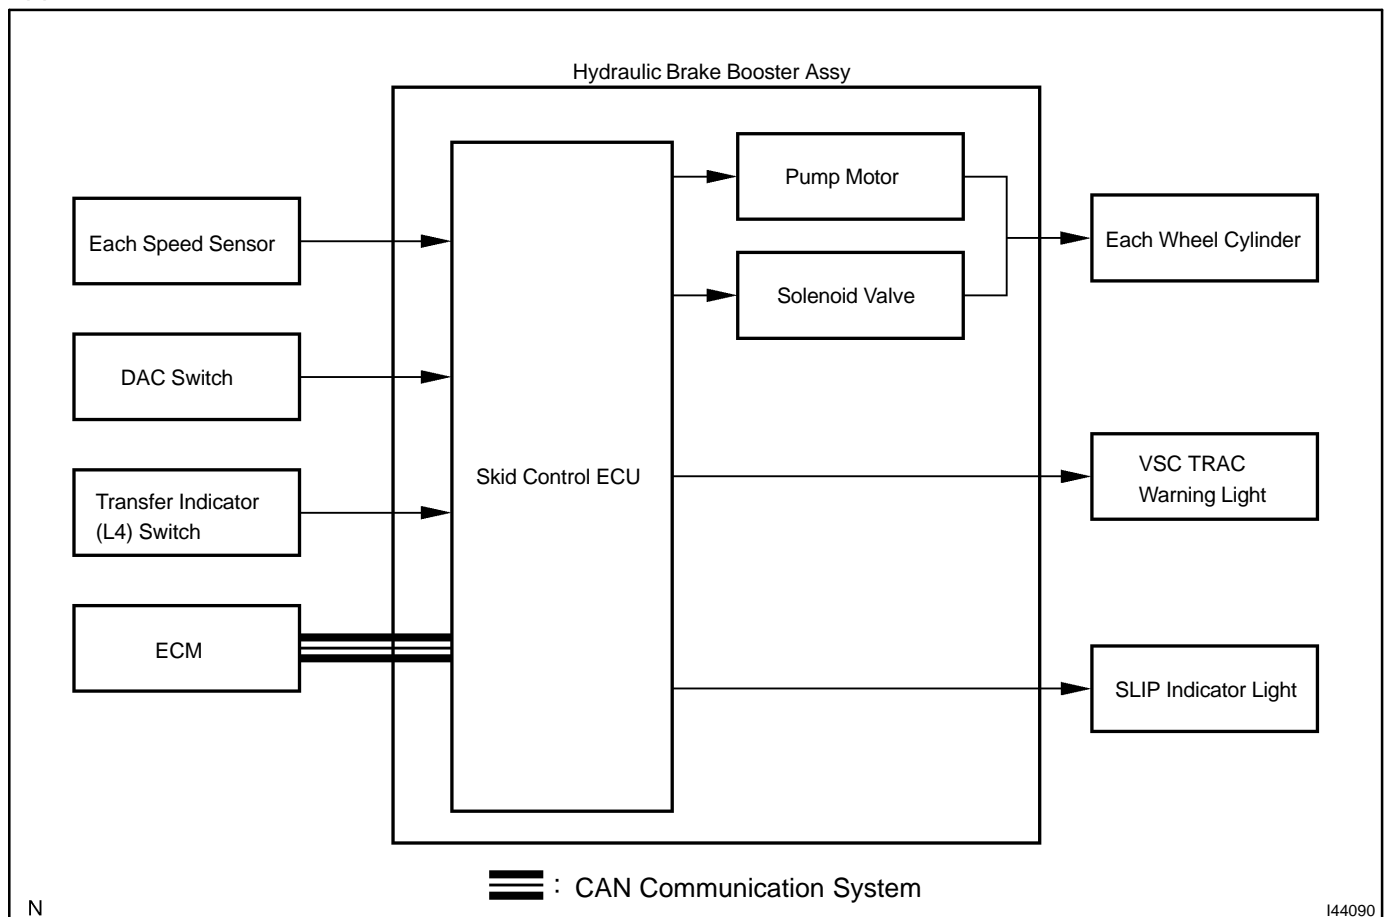 Hydraulic Brake Booster Assy
Each Speed Sensor
DAC Switch
Transfer Indicator
(L4) Switch
ECM
Skid Control ECU
Pump Motor
Solenoid Valve
Each Wheel Cylinder
VSC TRAC
Warning Light
SLIP Indicator Light
: CAN Communication System
N
I44090